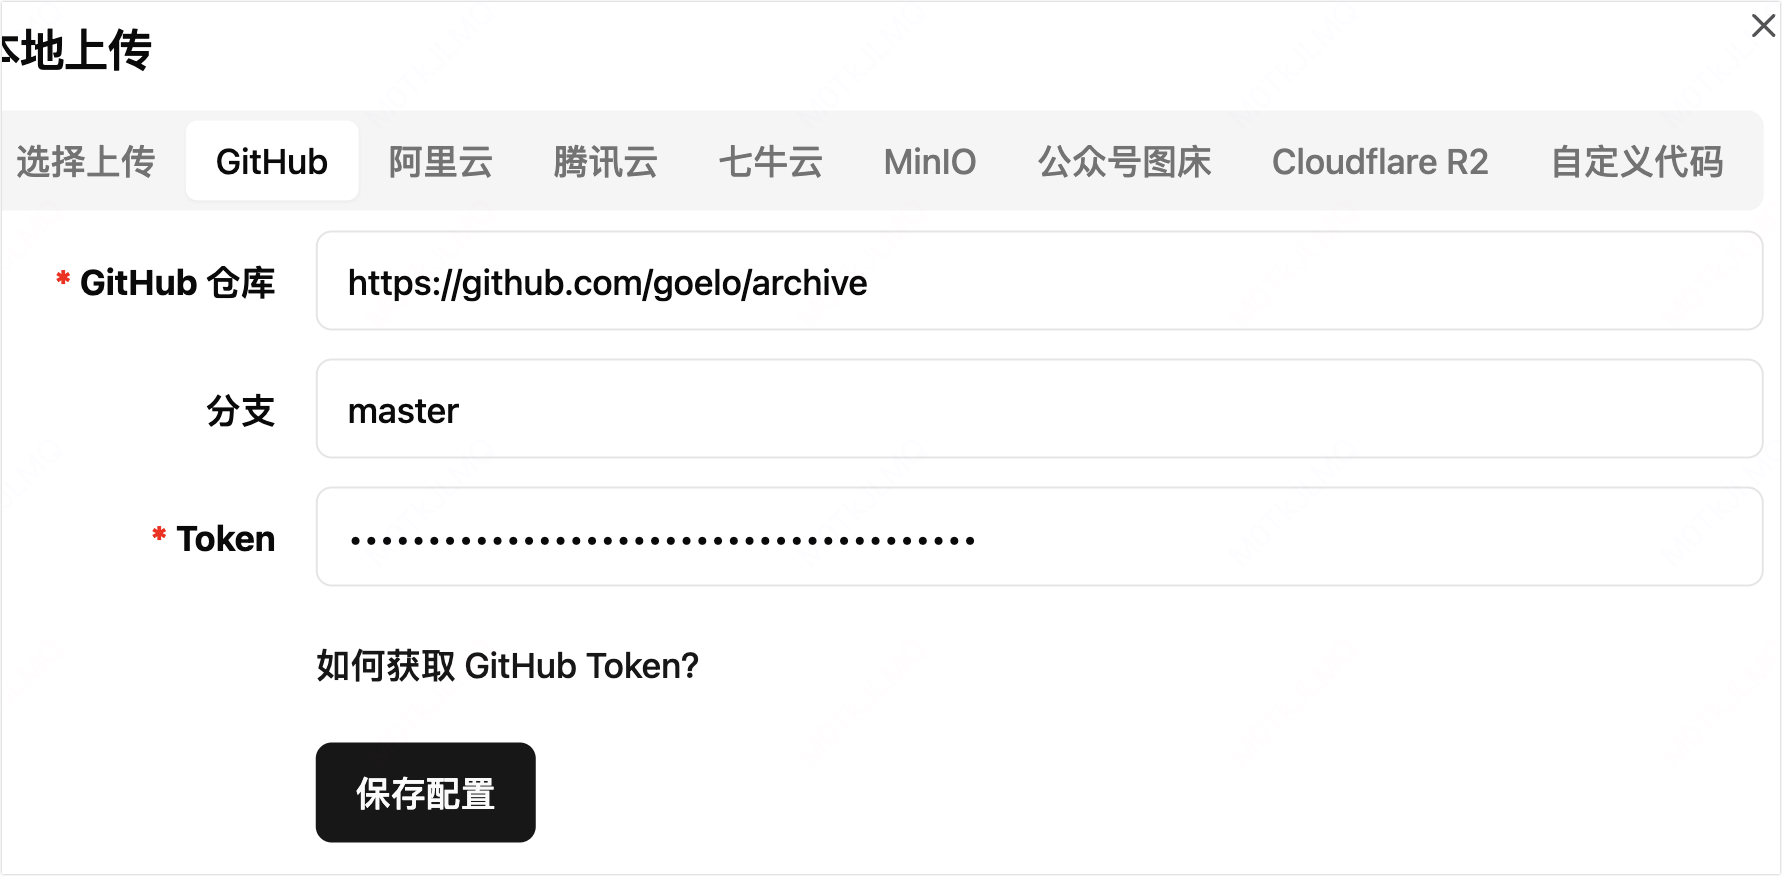 本地上传
选择上传 GitHub 阿里云 腾讯云 七牛云 MinIO 公众号图床 Cloudflare R2 自定义代码
* GitHub 仓库 https://github.com/goelo/archive
分支 master
* Token ••••••••••••••••••••••••••••••••••••••••
如何获取 GitHub Token?
保存配置